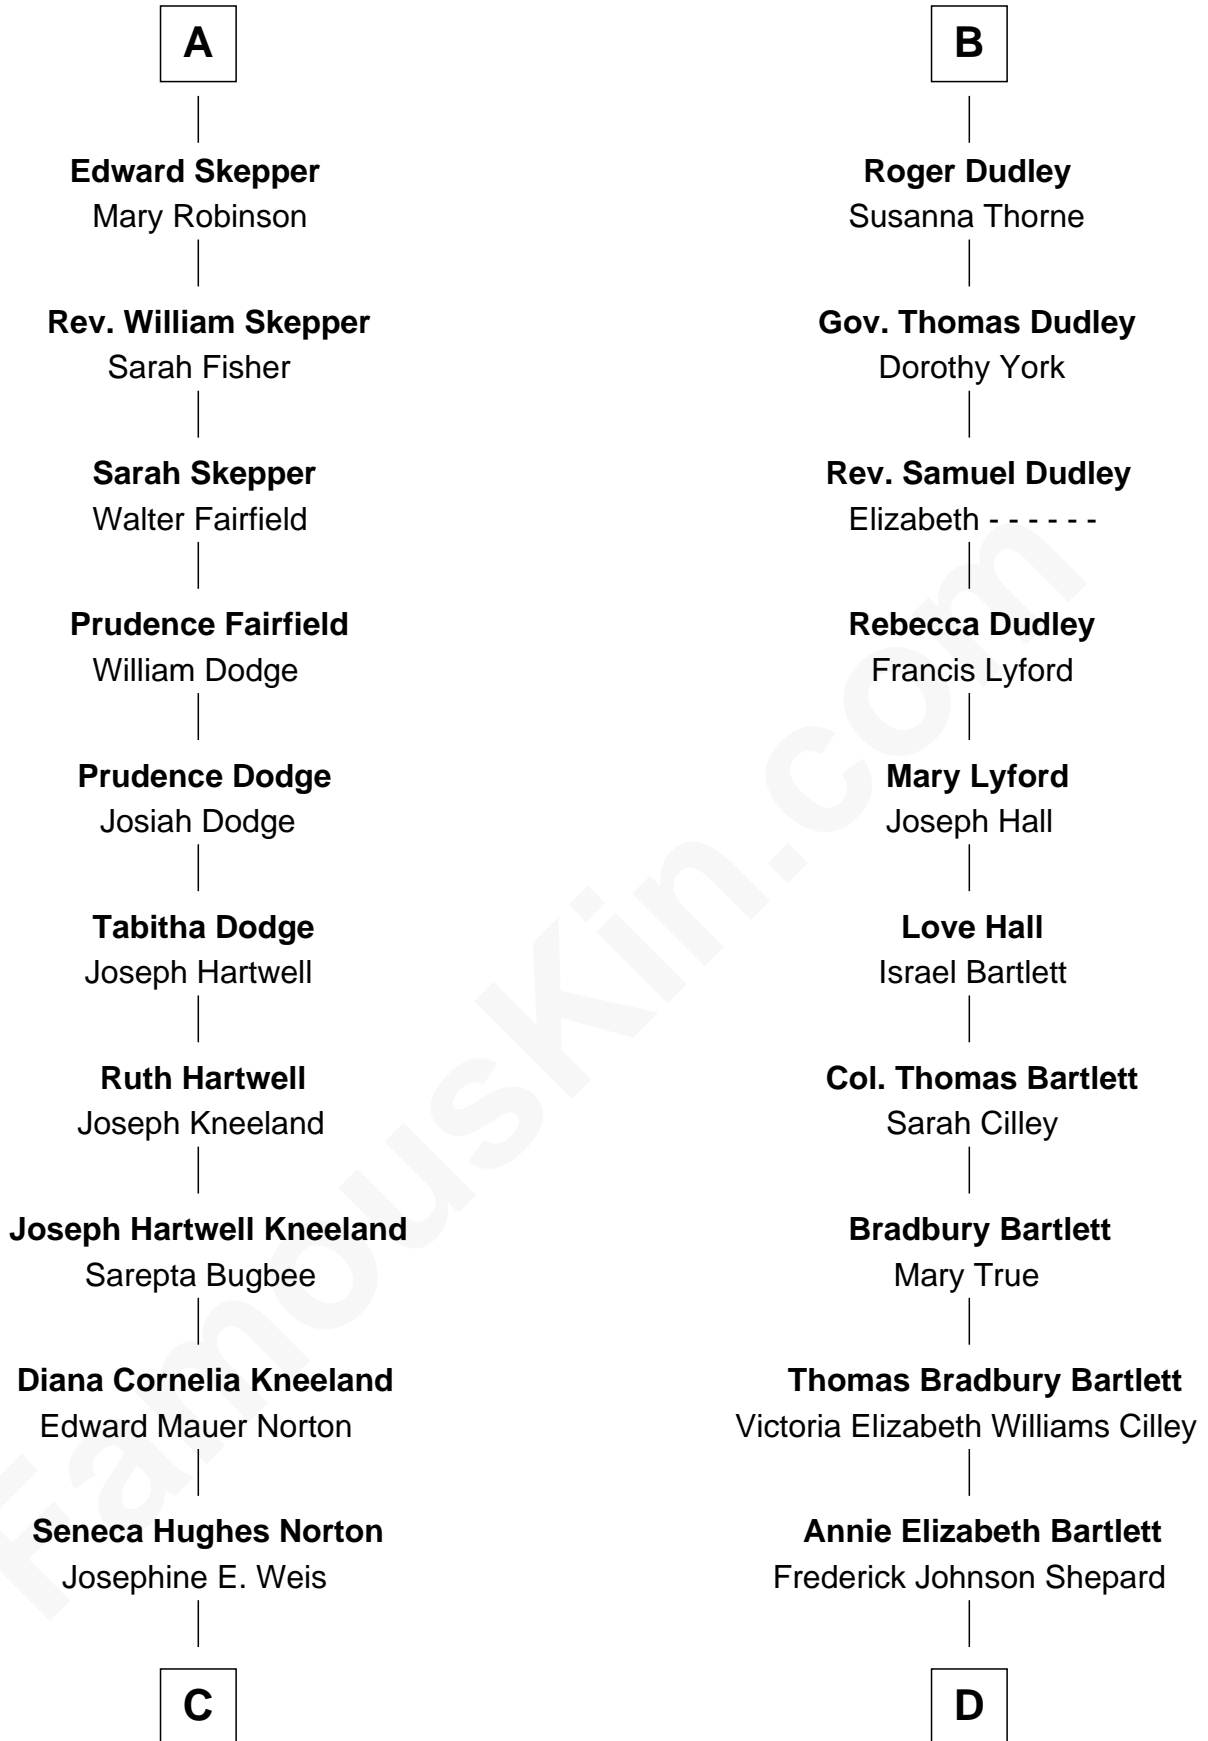 A
Edward Skepper
Mary Robinson
Rev. William Skepper
Sarah Fisher
Sarah Skepper
Walter Fairfield
Prudence Fairfield
William Dodge
Prudence Dodge
Josiah Dodge
Tabitha Dodge
Joseph Hartwell
Ruth Hartwell
Joseph Kneeland
Joseph Hartwell Kneeland
Sarepta Bugbee
Diana Cornelia Kneeland
Edward Mauer Norton
Seneca Hughes Norton
Josephine E. Weis
C
B
Roger Dudley
Susanna Thorne
Gov. Thomas Dudley
Dorothy York
Rev. Samuel Dudley
Elizabeth - - - - - -
Rebecca Dudley
Francis Lyford
Mary Lyford
Joseph Hall
Love Hall
Israel Bartlett
Col. Thomas Bartlett
Sarah Cilley
Bradbury Bartlett
Mary True
Thomas Bradbury Bartlett
Victoria Elizabeth Williams Cilley
Annie Elizabeth Bartlett
Frederick Johnson Shepard
D
FamousKin.com